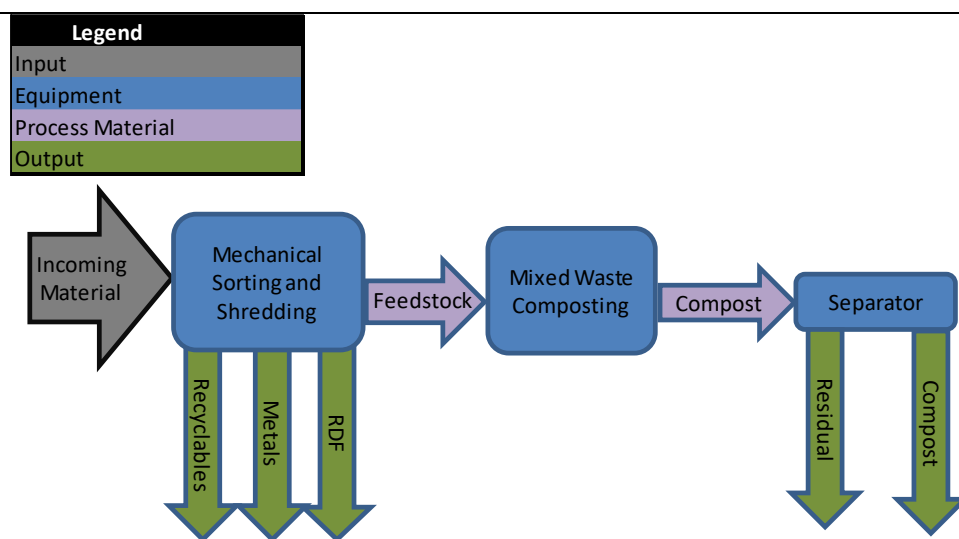 Legend
Input
Equipment
Process Material
Output
Incoming
Material
Mechanical
Sorting and
Shredding
Feedstock
Mixed Waste
Composting
Compost
Separator
Recyclables
Metals
RDF
Residual
Compost